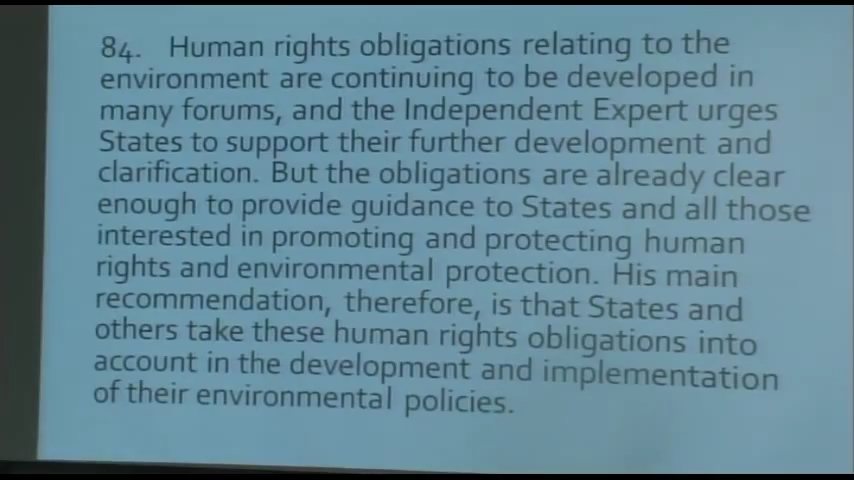 84. Human rights obligations relating to the
environment are continuing to be developed in
many forums, and the Independent Expert urges
States to support their further development and
clarification. But the obligations are already clear
enough to provide guidance to States and all those
interested in promoting and protecting human
rights and environmental protection. His main
recommendation, therefore, is that States and
others take these human rights obligations into
account in the development and implementation
of their environmental policies.